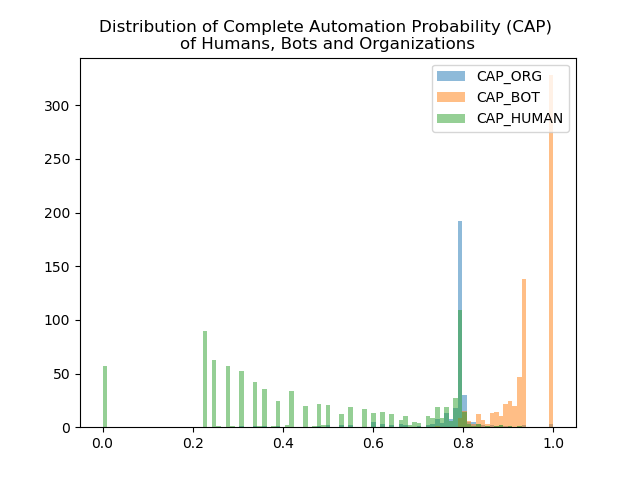 Distribution of Complete Automation Probability (CAP)
of Humans, Bots and Organizations
CAP_ORG
CAP_BOT
CAP_HUMAN
300
250
200
150
100
50
0
0.0 0.2 0.4 0.6 0.8 1.0